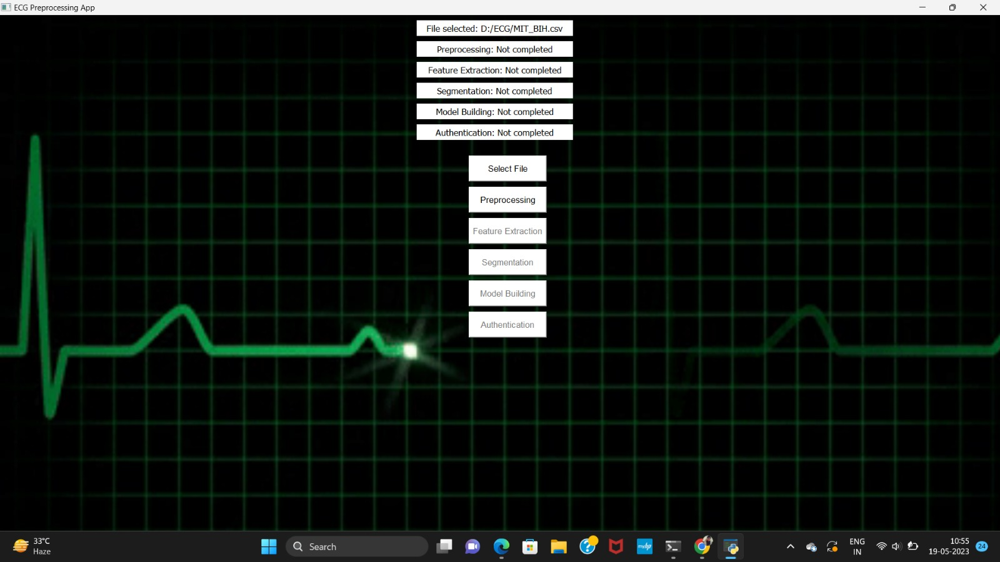 ECG Preprocessing App
File selected: D:/ECG/MIT_BIH.csv
Preprocessing: Not completed
Feature Extraction: Not completed
Segmentation: Not completed
Model Building: Not completed
Authentication: Not completed
Select File
Preprocessing
Feature Extraction
Segmentation
Model Building
Authentication
33°C
Haze
Search
myhp
ENG
IN
10:55
19-05-2023
24